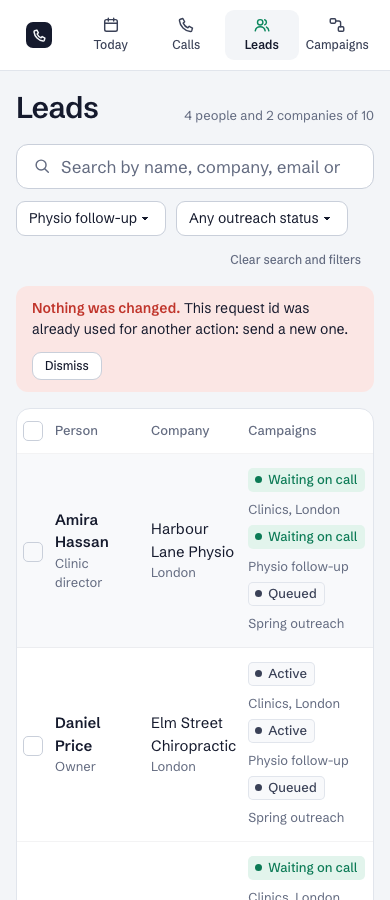 Today
Calls
Leads
Campaigns
Leads
4 people and 2 companies of 10
Search by name, company, email or
Physio follow-up
Any outreach status
Clear search and filters
Nothing was changed. This request id was
already used for another action: send a new one.
Dismiss
Person
Company
Campaigns
Amira
Hassan
Clinic
director
Harbour
Lane Physio
London
Waiting on call
Clinics, London
Waiting on call
Physio follow-up
Queued
Spring outreach
Daniel
Price
Owner
Elm Street
Chiropractic
London
Active
Clinics, London
Active
Physio follow-up
Queued
Spring outreach
Waiting on call
Clinics, London